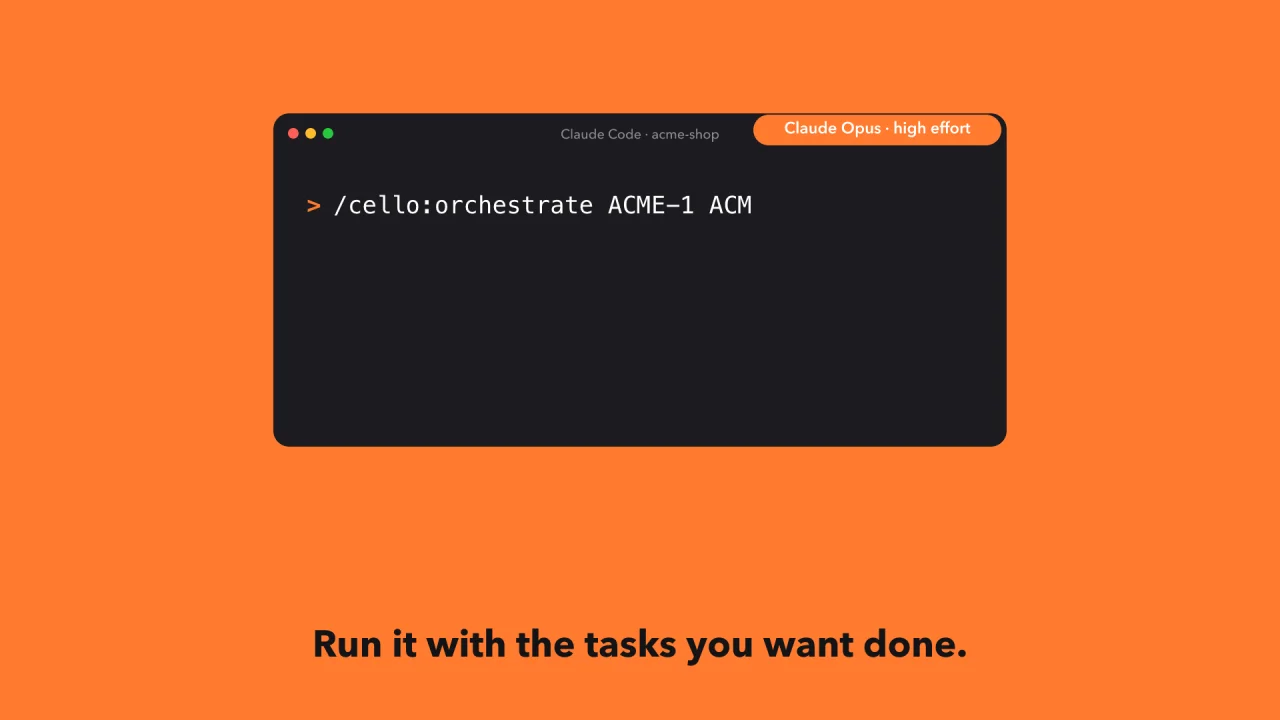 Claude Code · acme-shop
Claude Opus · high effort
> /cello:orchestrate ACME-1 ACM
Run it with the tasks you want done.